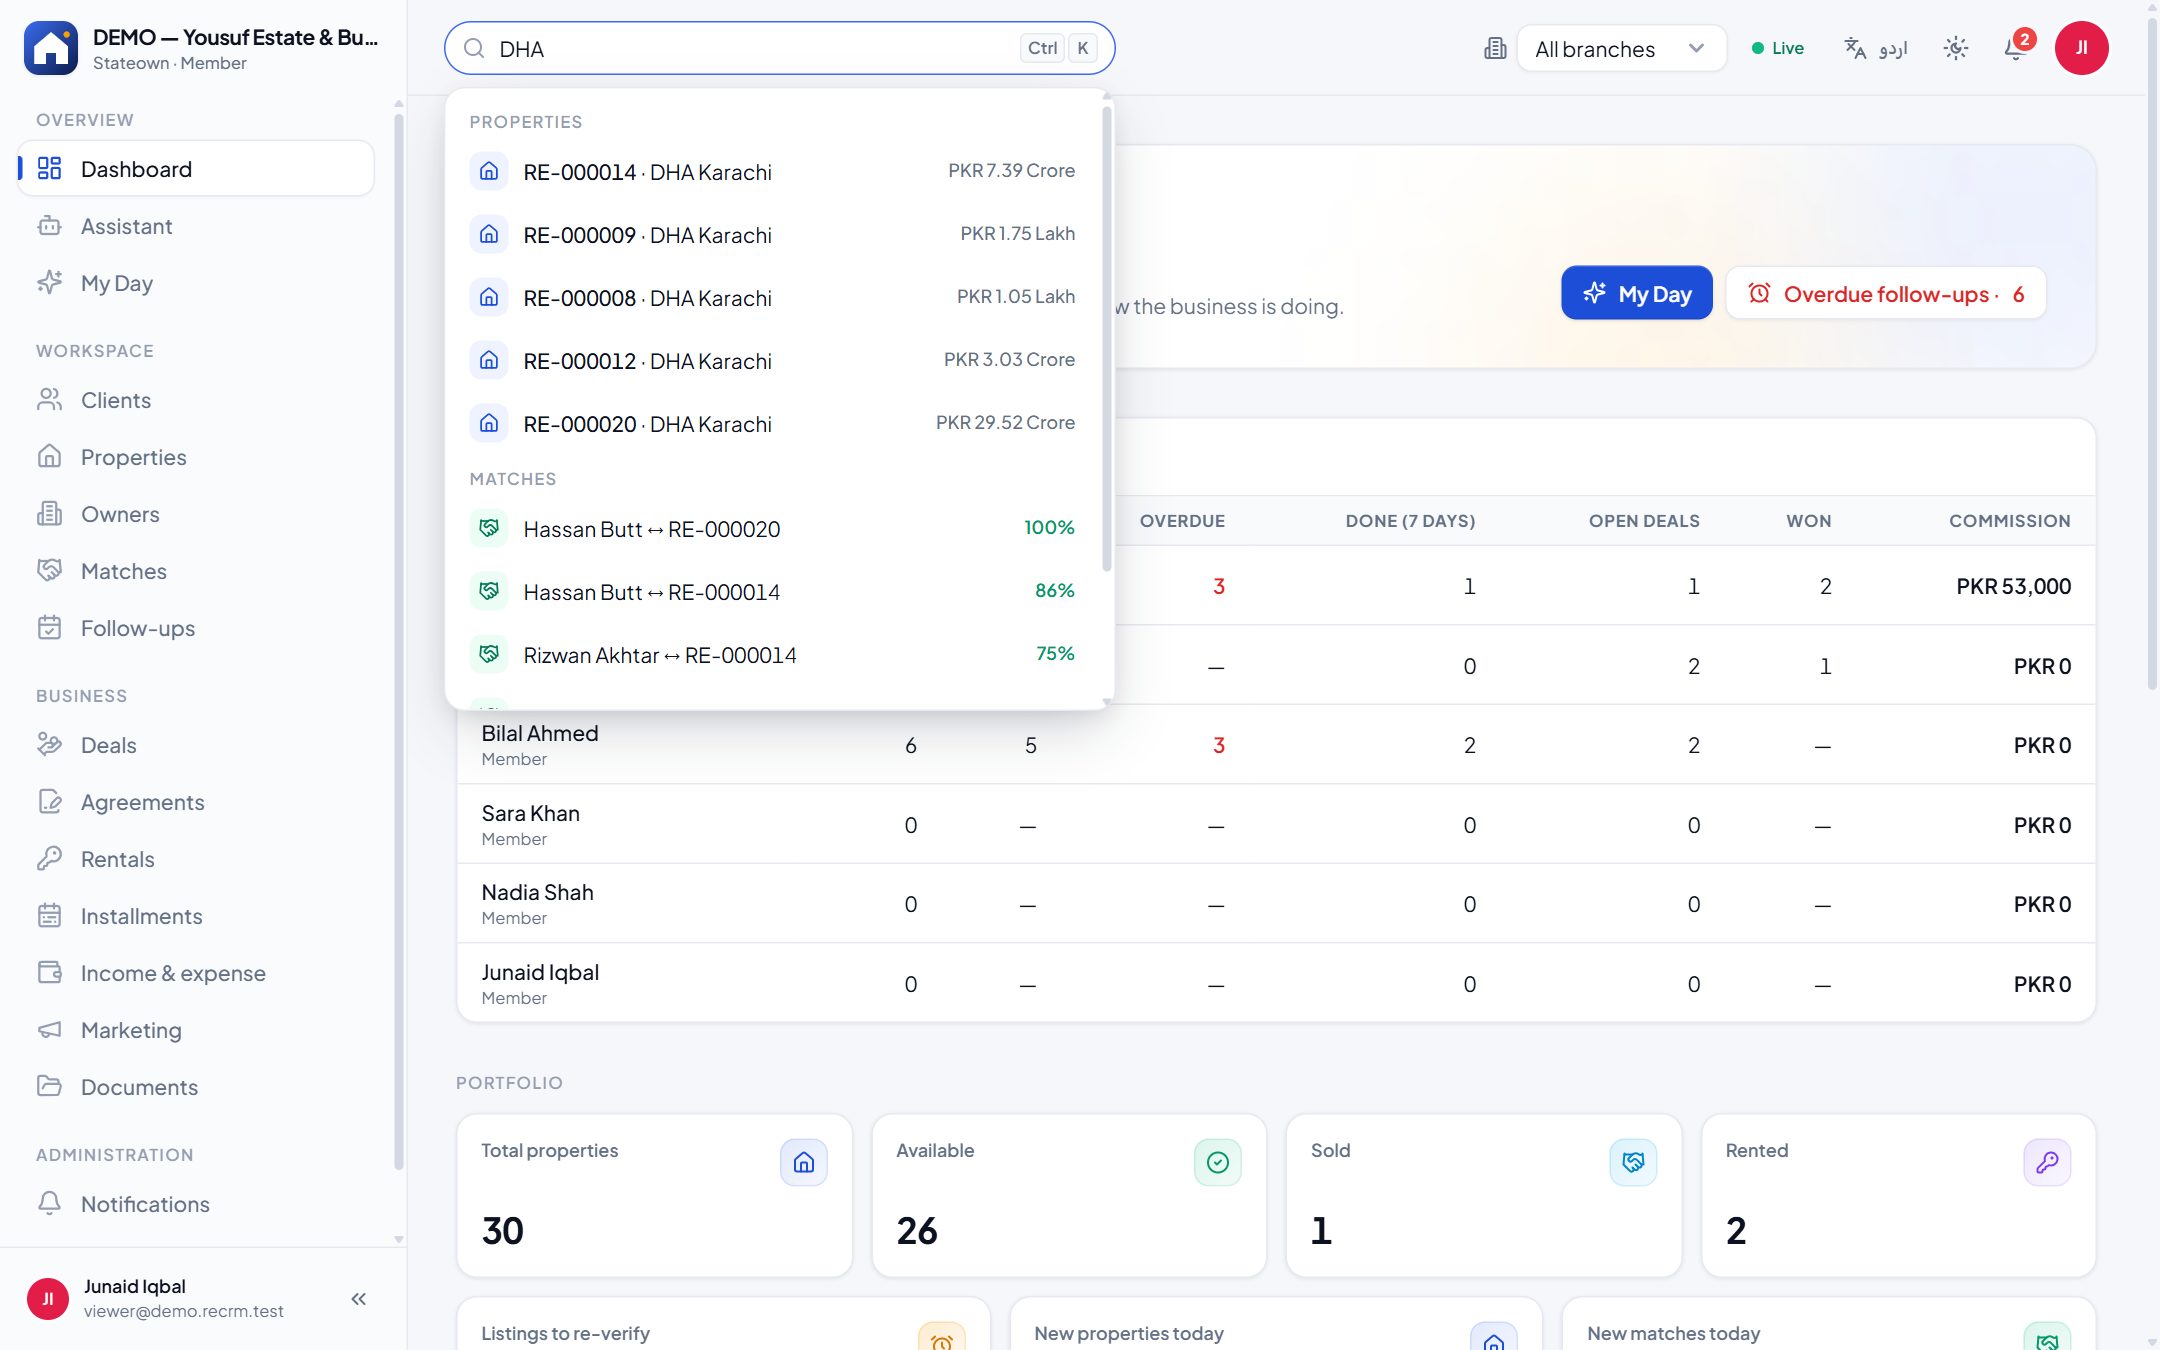 DEMO — Yousuf Estate & Bu...
Stateown · Member
OVERVIEW
Dashboard
Assistant
My Day
WORKSPACE
Clients
Properties
Owners
Matches
Follow-ups
BUSINESS
Deals
Agreements
Rentals
Installments
Income & expense
Marketing
Documents
ADMINISTRATION
Notifications
JI
Junaid Iqbal
viewer@demo.recrm.test
DHA
Ctrl K
All branches
Live
اردو
2
JI
PROPERTIES
RE-000014 · DHA Karachi PKR 7.39 Crore
RE-000009 · DHA Karachi PKR 1.75 Lakh
RE-000008 · DHA Karachi PKR 1.05 Lakh
RE-000012 · DHA Karachi PKR 3.03 Crore
RE-000020 · DHA Karachi PKR 29.52 Crore
MATCHES
Hassan Butt ↔ RE-000020 100%
Hassan Butt ↔ RE-000014 86%
Rizwan Akhtar ↔ RE-000014 75%
w the business is doing.
My Day
Overdue follow-ups · 6
OVERDUE DONE (7 DAYS) OPEN DEALS WON COMMISSION
3 1 1 2 PKR 53,000
— 0 2 1 PKR 0
Bilal Ahmed
Member
6 5 3 2 2 — PKR 0
Sara Khan
Member
0 — — 0 0 — PKR 0
Nadia Shah
Member
0 — — 0 0 — PKR 0
Junaid Iqbal
Member
0 — — 0 0 — PKR 0
PORTFOLIO
Total properties
30
Available
26
Sold
1
Rented
2
Listings to re-verify
New properties today
New matches today